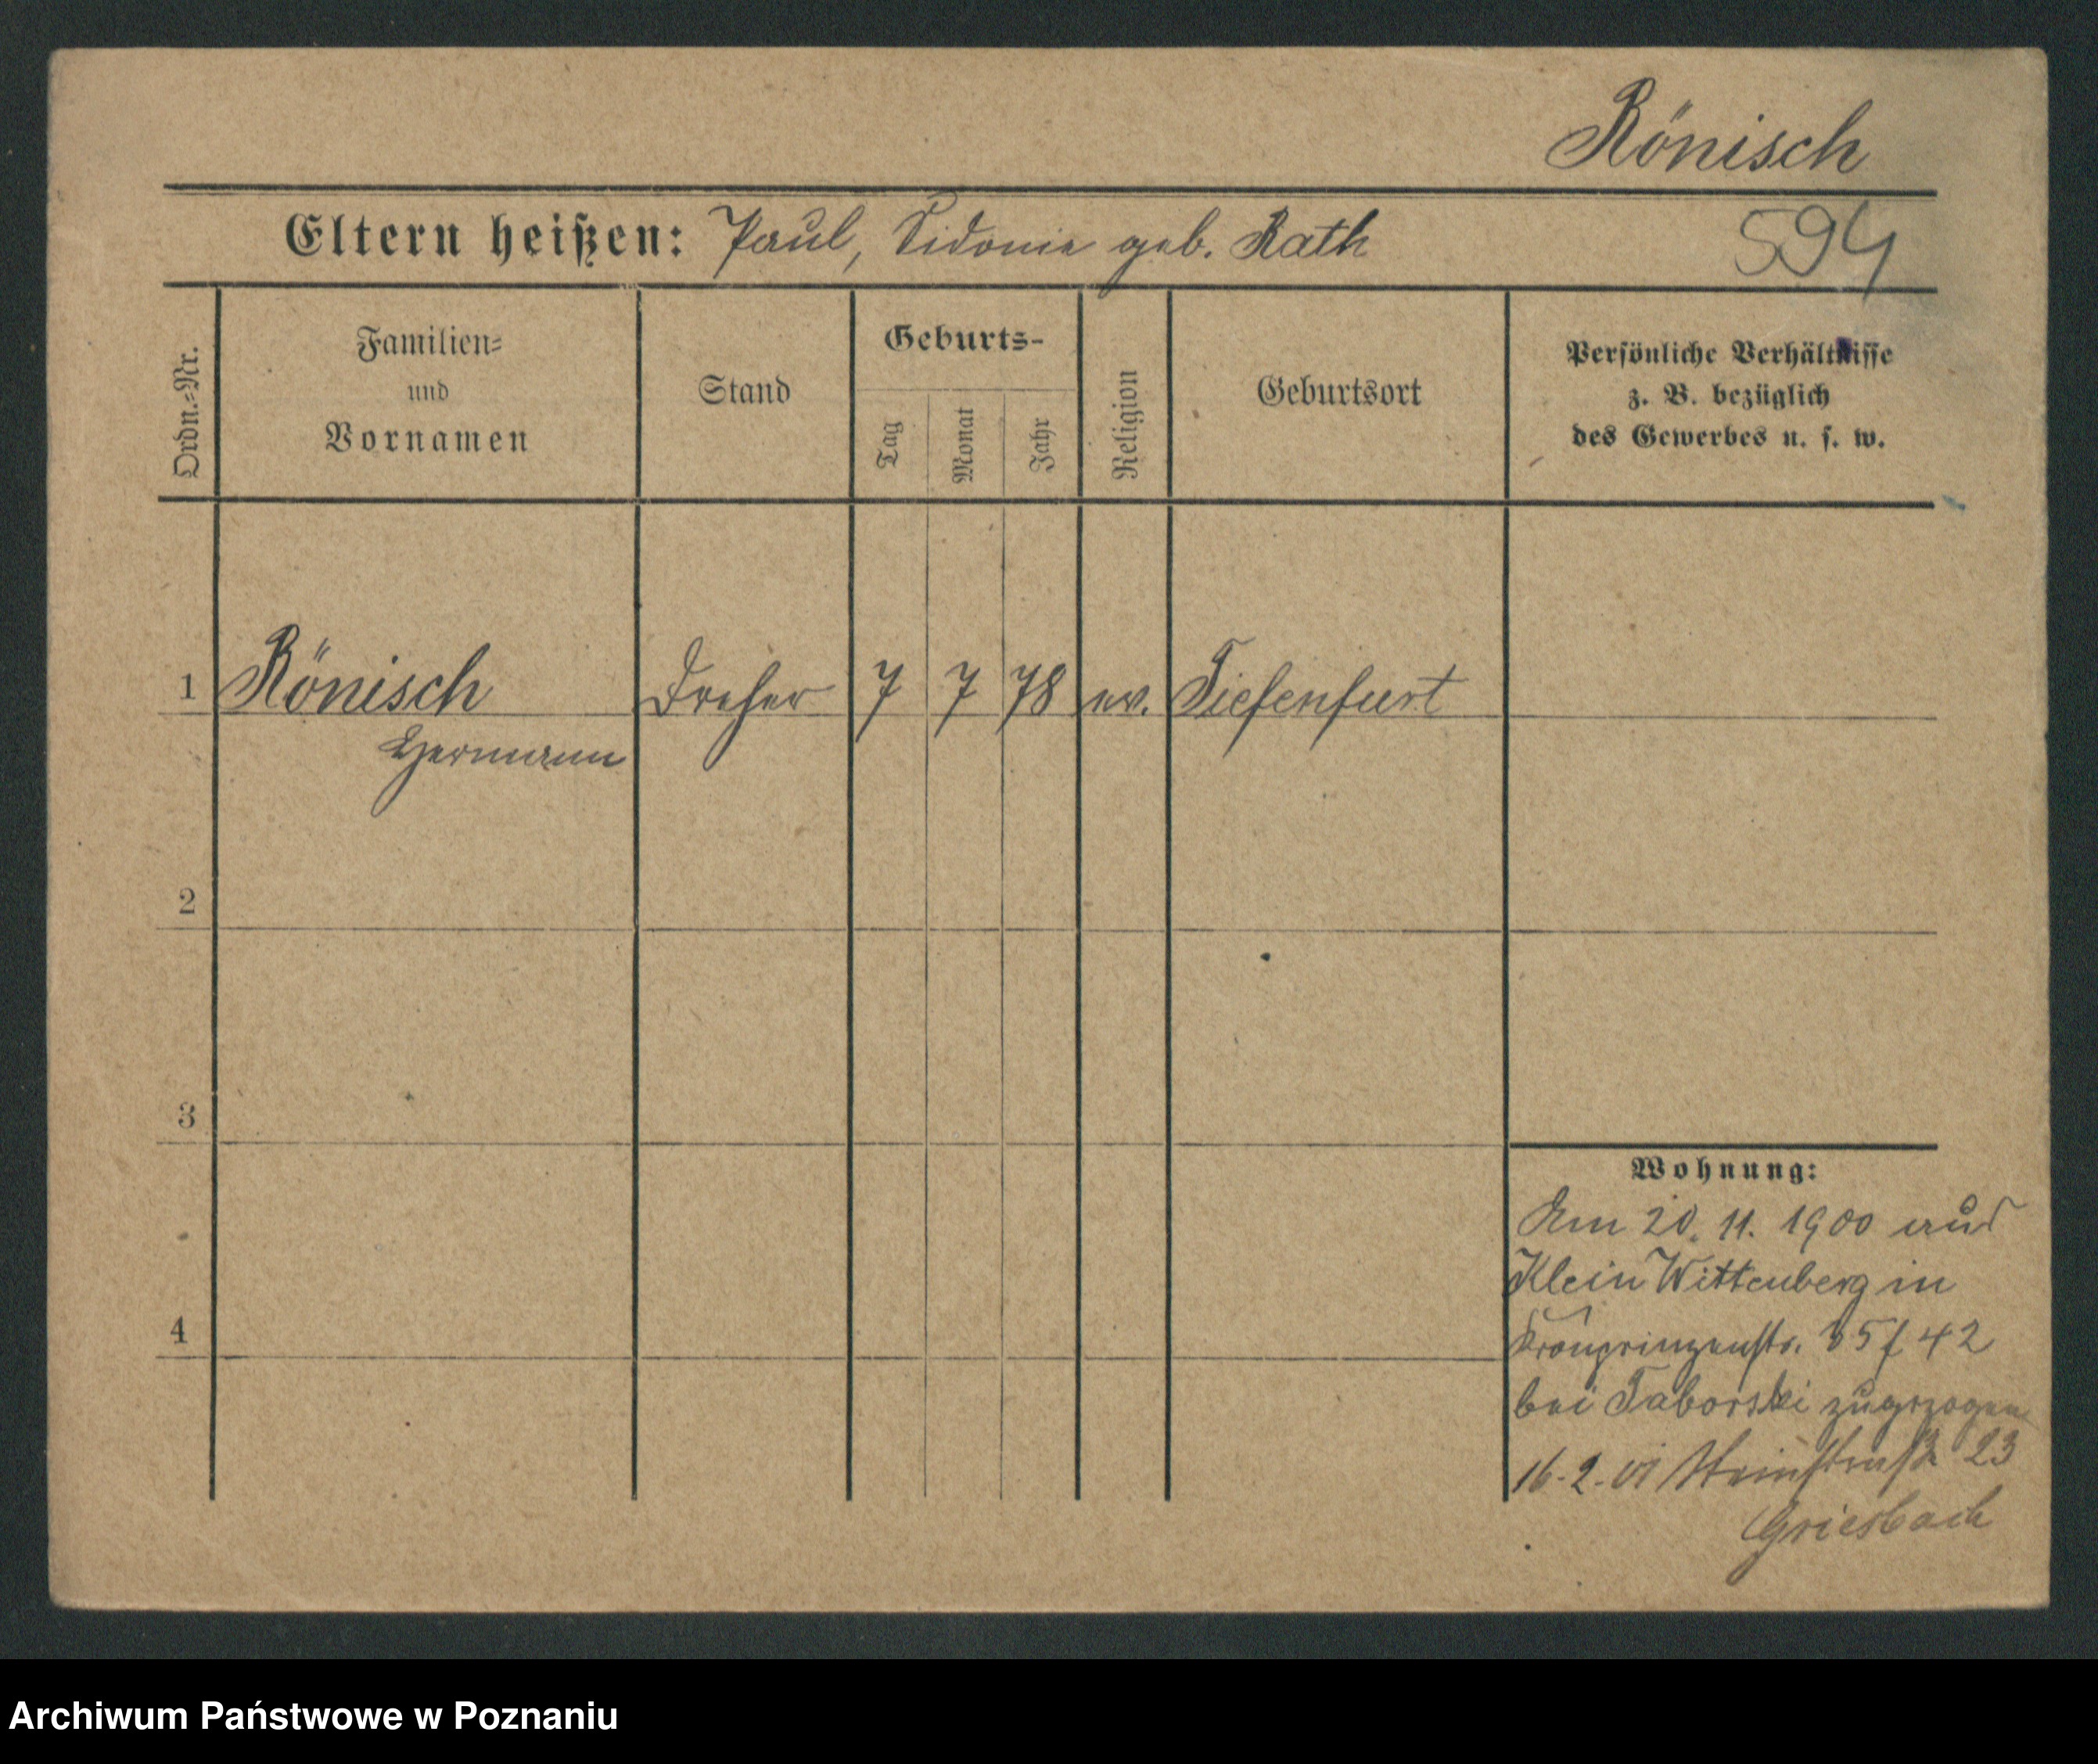 Rönisch
Eltern heißen: Paul, Sidonie geb. Rath
594
Ordn.-Nr.
Familien-
und
Vornamen
Stand
Geburts-
Tag
Monat
Jahr
Religion
Geburtsort
Persönliche Verhältnisse
z. B. bezüglich
des Gewerbes u. s. w.
1 Rönisch Dreher 7 7 78 ev. Tiefenfurt
Hermann
2
3
4
Wohnung:
Am 20. 11. 1900 aus
Klein Wittenberg in
Kronprinzenstr. 35 f 42
bei Taborski zugezogen
16-2-01 23
Griesbach
Archiwum Państwowe w Poznaniu